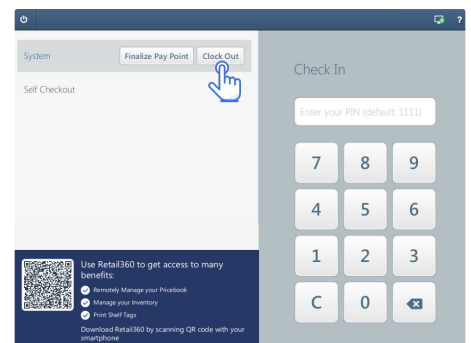 ?
System
Finalize Pay Point
Clock Out
Self Checkout
Check In
Enter your PIN (default: 1111)
7 8 9
4 5 6
1 2 3
C 0
Use Retail360 to get access to many
benefits:
Remotely Manage your Pricebook
Manage your Inventory
Print Shelf Tags
Download Retail360 by scanning QR code with your
smartphone